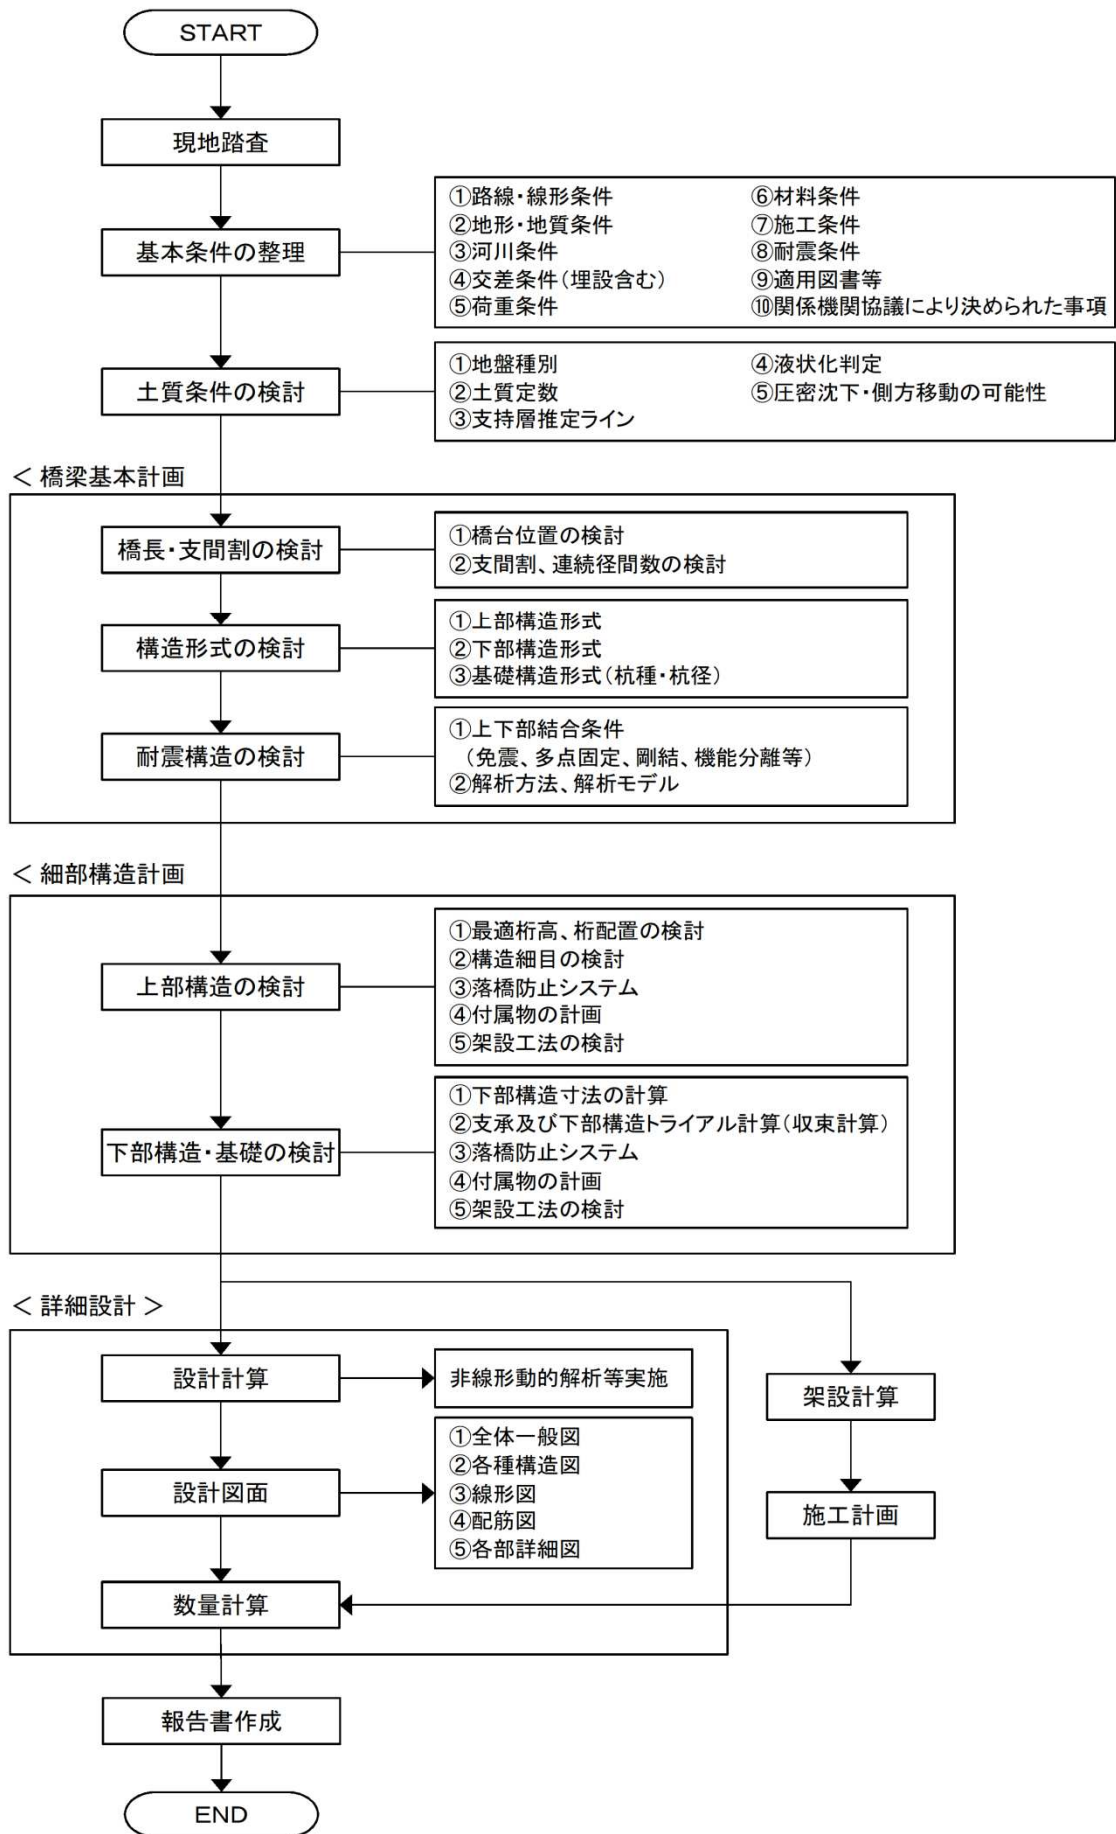 START
現地踏査
基本条件の整理
①路線・線形条件
②地形・地質条件
③河川条件
④交差条件（埋設含む）
⑤荷重条件
⑥材料条件
⑦施工条件
⑧耐震条件
⑨適用図書等
⑩関係機関協議により決められた事項
土質条件の検討
①地盤種別
②土質定数
③支持層推定ライン
④液状化判定
⑤圧密沈下・側方移動の可能性
＜ 橋梁基本計画
橋長・支間割の検討
①橋台位置の検討
②支間割、連続径間数の検討
構造形式の検討
①上部構造形式
②下部構造形式
③基礎構造形式（杭種・杭径）
耐震構造の検討
①上下部結合条件
（免震、多点固定、剛結、機能分離等）
②解析方法、解析モデル
＜ 細部構造計画
上部構造の検討
①最適桁高、桁配置の検討
②構造細目の検討
③落橋防止システム
④付属物の計画
⑤架設工法の検討
下部構造・基礎の検討
①下部構造寸法の計算
②支承及び下部構造トライアル計算（収束計算）
③落橋防止システム
④付属物の計画
⑤架設工法の検討
＜ 詳細設計 ＞
設計計算
非線形動的解析等実施
架設計算
設計図面
①全体一般図
②各種構造図
③線形図
④配筋図
⑤各部詳細図
施工計画
数量計算
報告書作成
END